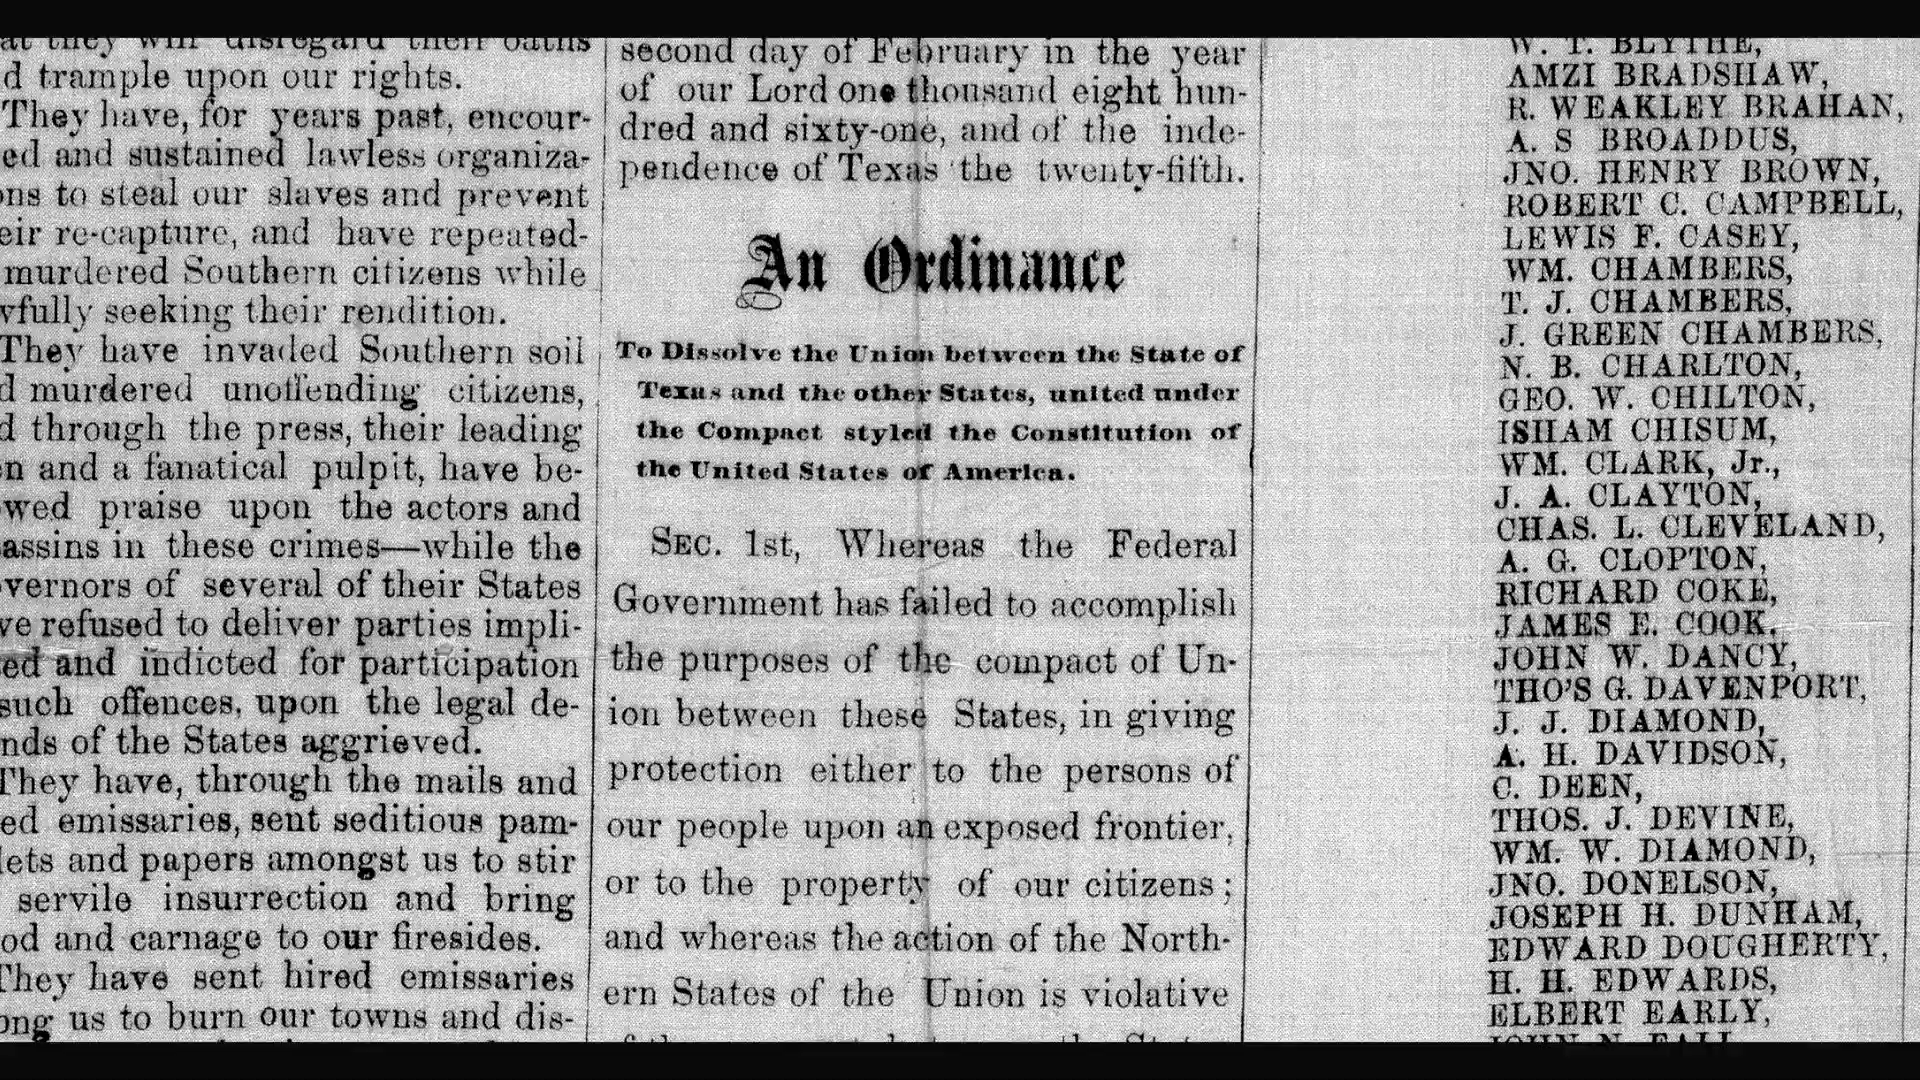 at they will disregard their oaths
d trample upon our rights.
They have, for years past, encour-
ed and sustained lawless organiza-
ons to steal our slaves and prevent
eir re-capture, and have repeated-
murdered Southern citizens while
wfully seeking their rendition.
They have invaded Southern soil
d murdered unoffending citizens,
d through the press, their leading
n and a fanatical pulpit, have be-
owed praise upon the actors and
assins in these crimes—while the
vernors of several of their States
ve refused to deliver parties impli-
ed and indicted for participation
such offences, upon the legal de-
nds of the States aggrieved.
They have, through the mails and
ed emissaries, sent seditious pam-
lets and papers amongst us to stir
servile insurrection and bring
od and carnage to our firesides.
They have sent hired emissaries
ong us to burn our towns and dis-
second day of February in the year
of our Lord one thousand eight hun-
dred and sixty-one, and of the inde-
pendence of Texas the twenty-fifth.
An Ordinance
To Dissolve the Union between the State of
Texas and the other States, united under
the Compact styled the Constitution of
the United States of America.
SEC. 1st, Whereas the Federal
Government has failed to accomplish
the purposes of the compact of Un-
ion between these States, in giving
protection either to the persons of
our people upon an exposed frontier,
or to the property of our citizens;
and whereas the action of the North-
ern States of the Union is violative
W. T. BLYTHE,
AMZI BRADSHAW,
R. WEAKLEY BRAHAN,
A. S BROADDUS,
JNO. HENRY BROWN,
ROBERT C. CAMPBELL,
LEWIS F. CASEY,
WM. CHAMBERS,
T. J. CHAMBERS,
J. GREEN CHAMBERS,
N. B. CHARLTON,
GEO. W. CHILTON,
ISHAM CHISUM,
WM. CLARK, Jr.,
J. A. CLAYTON,
CHAS. L. CLEVELAND,
A. G. CLOPTON,
RICHARD COKE,
JAMES E. COOK,
JOHN W. DANCY,
THO'S G. DAVENPORT,
J. J. DIAMOND,
A. H. DAVIDSON,
C. DEEN,
THOS. J. DEVINE,
WM. W. DIAMOND,
JNO. DONELSON,
JOSEPH H. DUNHAM,
EDWARD DOUGHERTY,
H. H. EDWARDS,
ELBERT EARLY,